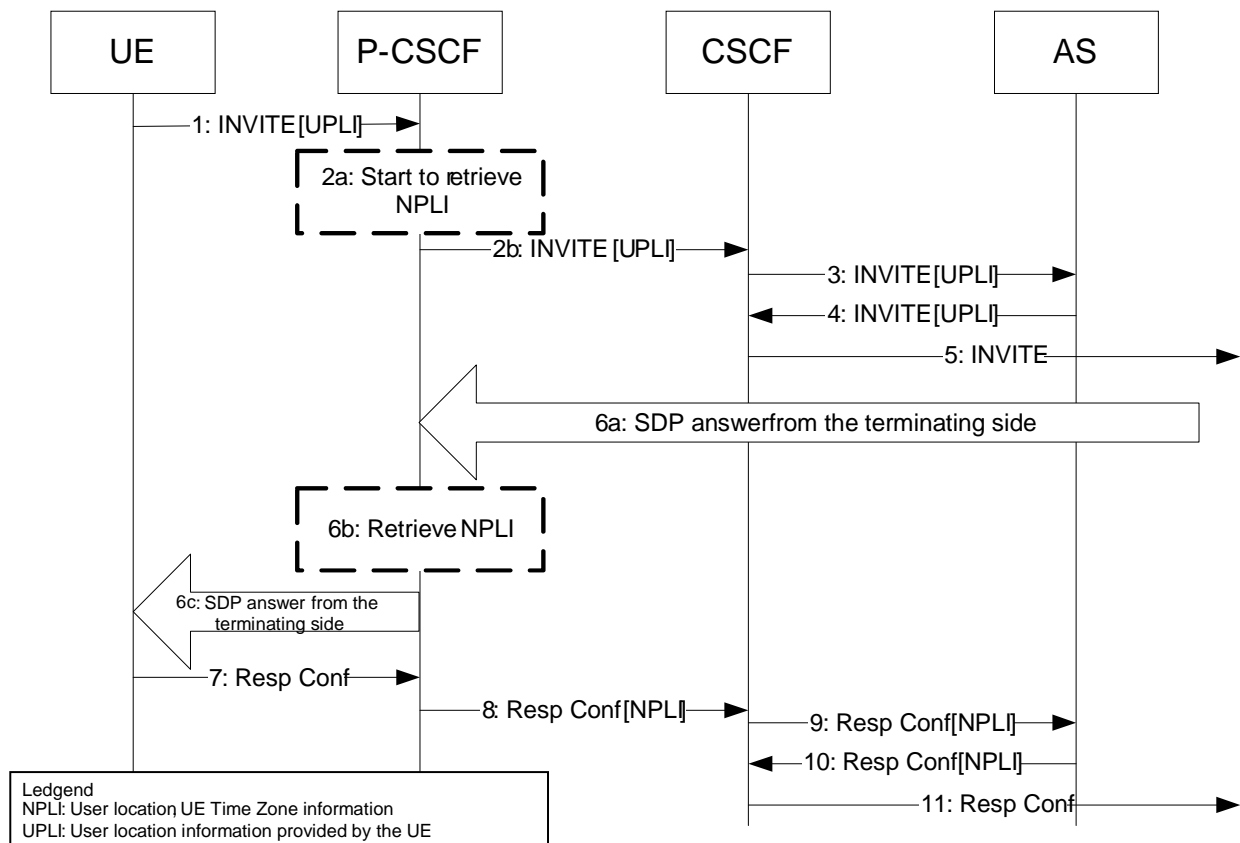 UE
P-CSCF
CSCF
AS
1: INVITE[UPLI]
2a: Start to retrieve
NPLI
2b: INVITE [UPLI]
3: INVITE[UPLI]
4: INVITE[UPLI]
5: INVITE
6a: SDP answerfrom the terminating side
6b: Retrieve NPLI
6c: SDP answer from the
terminating side
7: Resp Conf
8: Resp Conf[NPLI]
9: Resp Conf[NPLI]
10: Resp Conf[NPLI]
11: Resp Conf
Ledgend
NPLI: User location, UE Time Zone information
UPLI: User location information provided by the UE